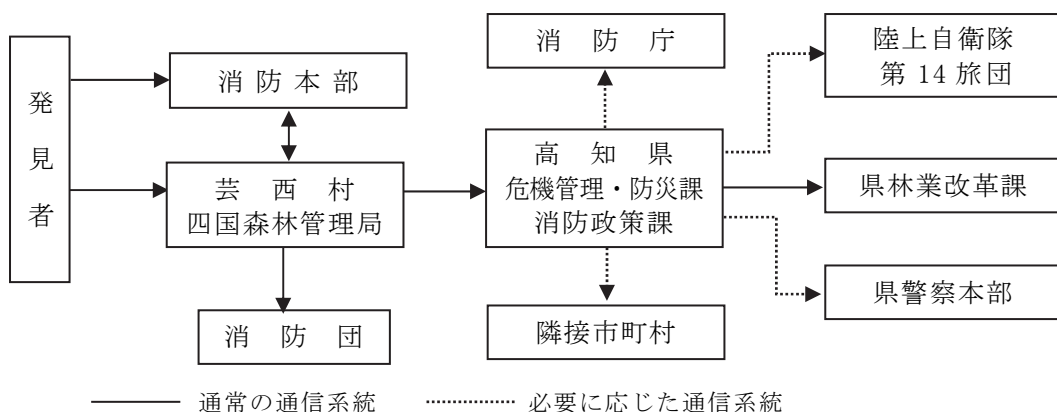 発見者
消防本部
芸西村
四国森林管理局
消防団
消防庁
高知県
危機管理・防災課
消防政策課
隣接市町村
陸上自衛隊
第14旅団
県林業改革課
県警察本部
通常の通信系統
必要に応じた通信系統